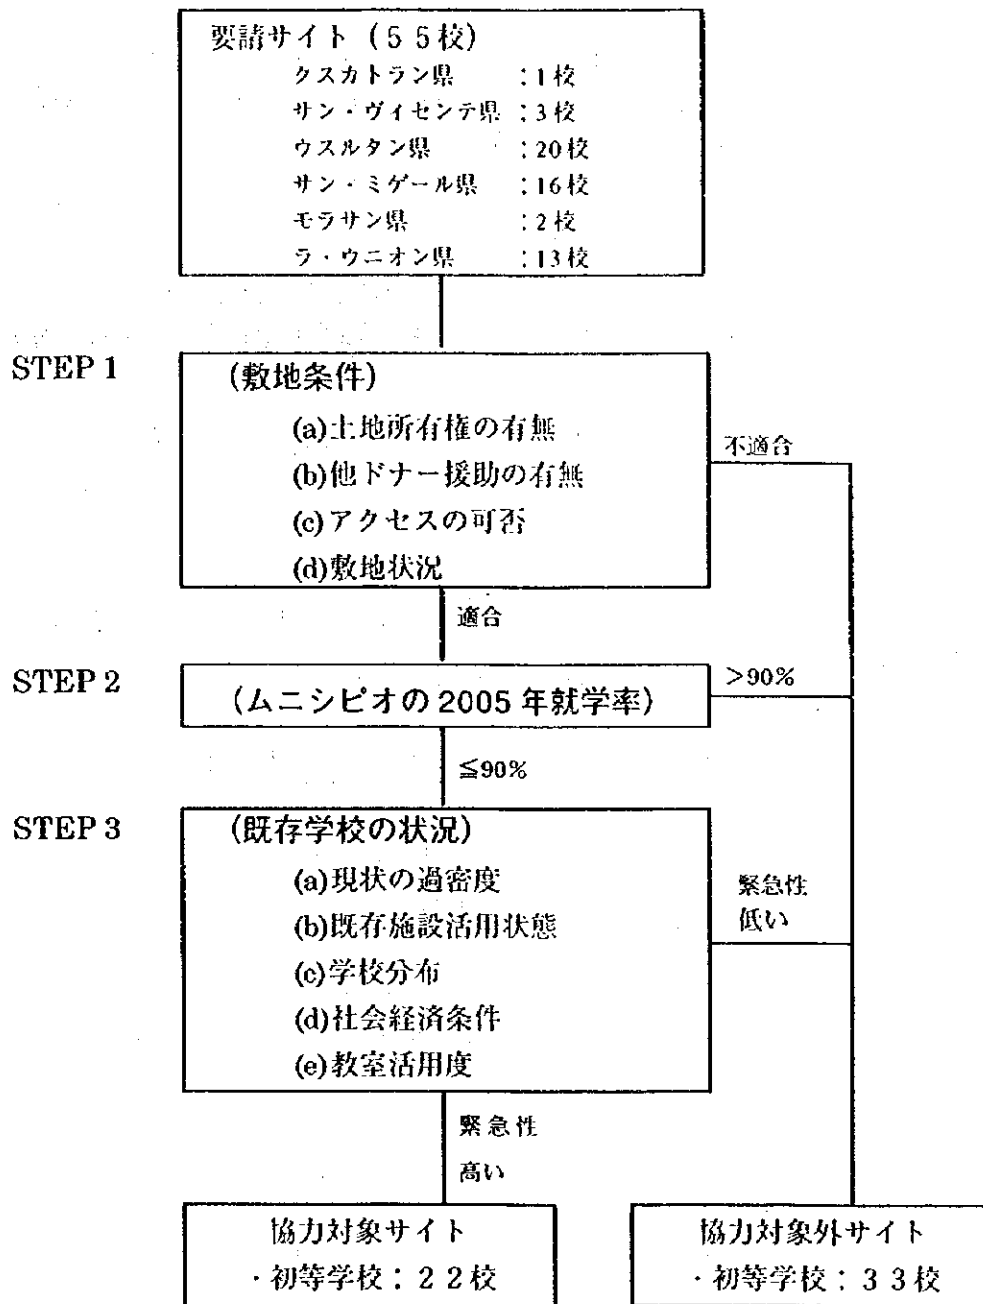 要請サイト（５５校）
クスカトラン県　：1校
サン・ヴィセンテ県：3校
ウスルタン県　：20校
サン・ミゲール県　：16校
モラサン県　：2校
ラ・ウニオン県　：13校
STEP 1
（敷地条件）
(a)土地所有権の有無
(b)他ドナー援助の有無
(c)アクセスの可否
(d)敷地状況
不適合
適合
STEP 2
（ムニシピオの2005年就学率）
＞90%
≦90%
STEP 3
（既存学校の状況）
(a)現状の過密度
(b)既存施設活用状態
(c)学校分布
(d)社会経済条件
(e)教室活用度
緊急性
低い
緊急性
高い
協力対象サイト
・初等学校：２２校
協力対象外サイト
・初等学校：３３校